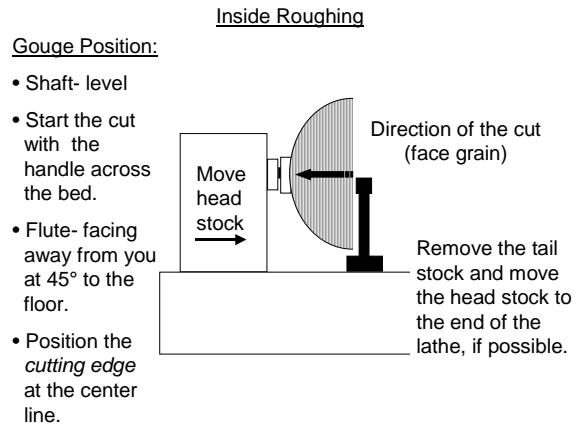 Inside Roughing
Gouge Position:
• Shaft- level
• Start the cut
with the
handle across
the bed.
• Flute- facing
away from you
at 45° to the
floor.
• Position the
cutting edge
at the center
line.
Move
head
stock
Direction of the cut
(face grain)
Remove the tail
stock and move
the head stock to
the end of the
lathe, if possible.